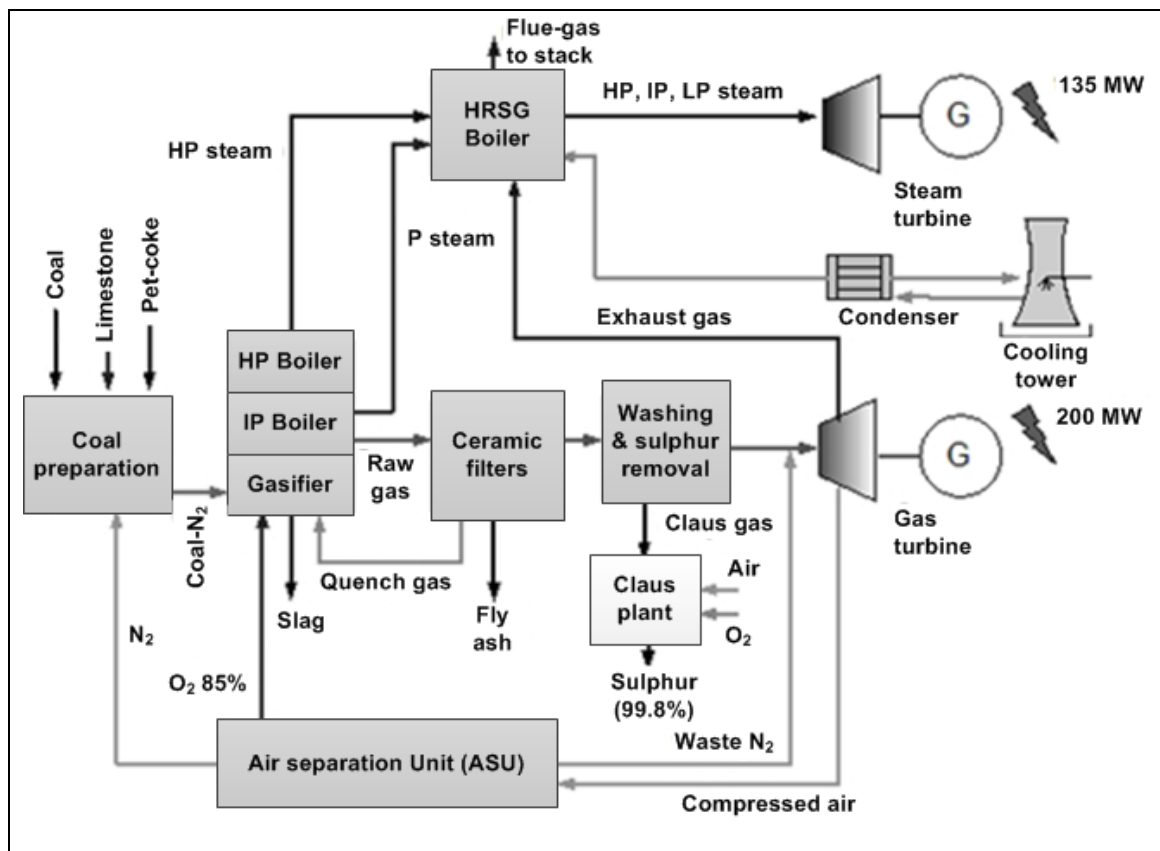 Flue-gas
to stack
HRSG
Boiler
HP, IP, LP steam
G
135 MW
Steam
turbine
HP steam
P steam
Coal
Limestone
Pet-coke
Condenser
Cooling
tower
Exhaust gas
HP Boiler
IP Boiler
Gasifier
Coal
preparation
Raw
gas
Ceramic
filters
Washing
& sulphur
removal
G
200 MW
Gas
turbine
Coal-N₂
Quench gas
Slag
Fly
ash
Claus gas
Claus
plant
Air
O₂
Sulphur
(99.8%)
N₂
O₂ 85%
Waste N₂
Air separation Unit (ASU)
Compressed air